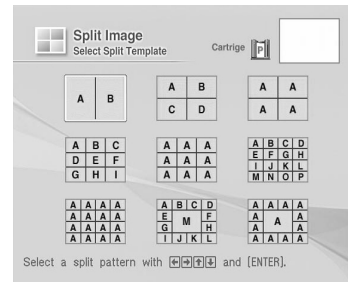 Split Image
Select Split Template
Cartrige P
A B
A B
C D
A A
A A
A B C
D E F
G H I
A A A
A A A
A A A
A B C D
E F G H
I J K L
M N O P
A A A A
A A A A
A A A A
A A A A
A B C D
E F
M
G H
I J K L
A A A A
A A
A
A A
A A A A
Select a split pattern with ←→↑↓ and [ENTER].